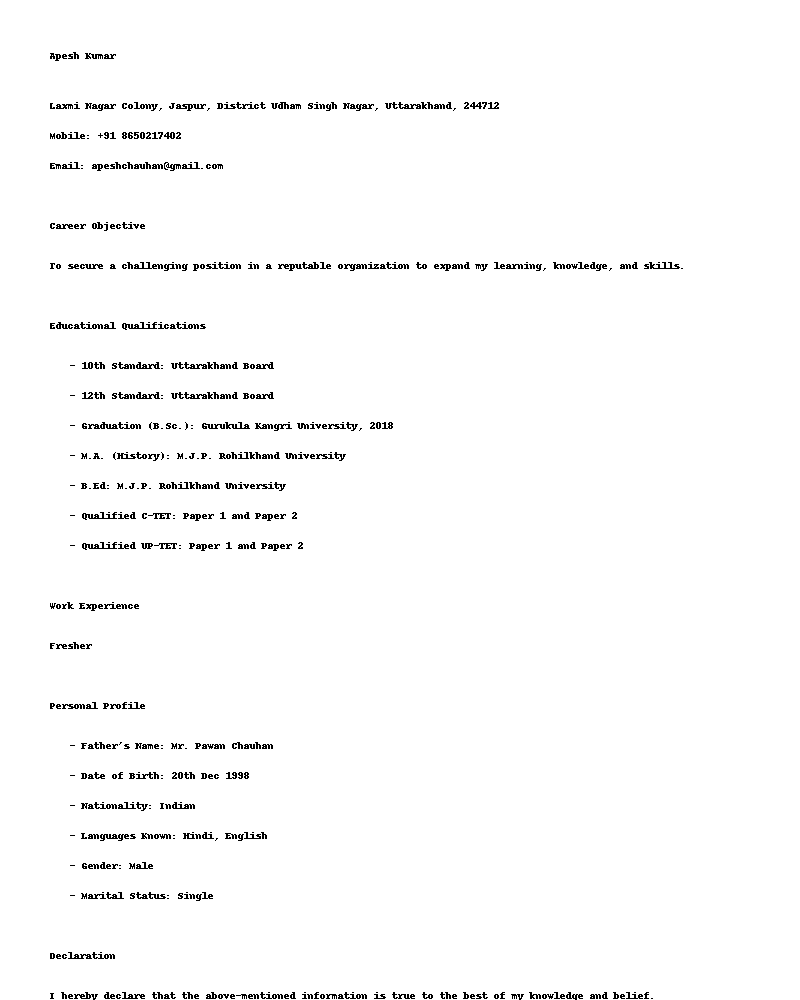 Apesh Kumar
Laxmi Nagar Colony, Jaspur, District Udham Singh Nagar, Uttarakhand, 244712
Mobile: +91 8650217402
Email: apeshchauhan@gmail.com
Career Objective
To secure a challenging position in a reputable organization to expand my learning, knowledge, and skills.
Educational Qualifications
- 10th Standard: Uttarakhand Board
- 12th Standard: Uttarakhand Board
- Graduation (B.Sc.): Gurukula Kangri University, 2018
- M.A. (History): M.J.P. Rohilkhand University
- B.Ed: M.J.P. Rohilkhand University
- Qualified C-TET: Paper 1 and Paper 2
- Qualified UP-TET: Paper 1 and Paper 2
Work Experience
Fresher
Personal Profile
- Father's Name: Mr. Pawan Chauhan
- Date of Birth: 20th Dec 1998
- Nationality: Indian
- Languages Known: Hindi, English
- Gender: Male
- Marital Status: Single
Declaration
I hereby declare that the above-mentioned information is true to the best of my knowledge and belief.